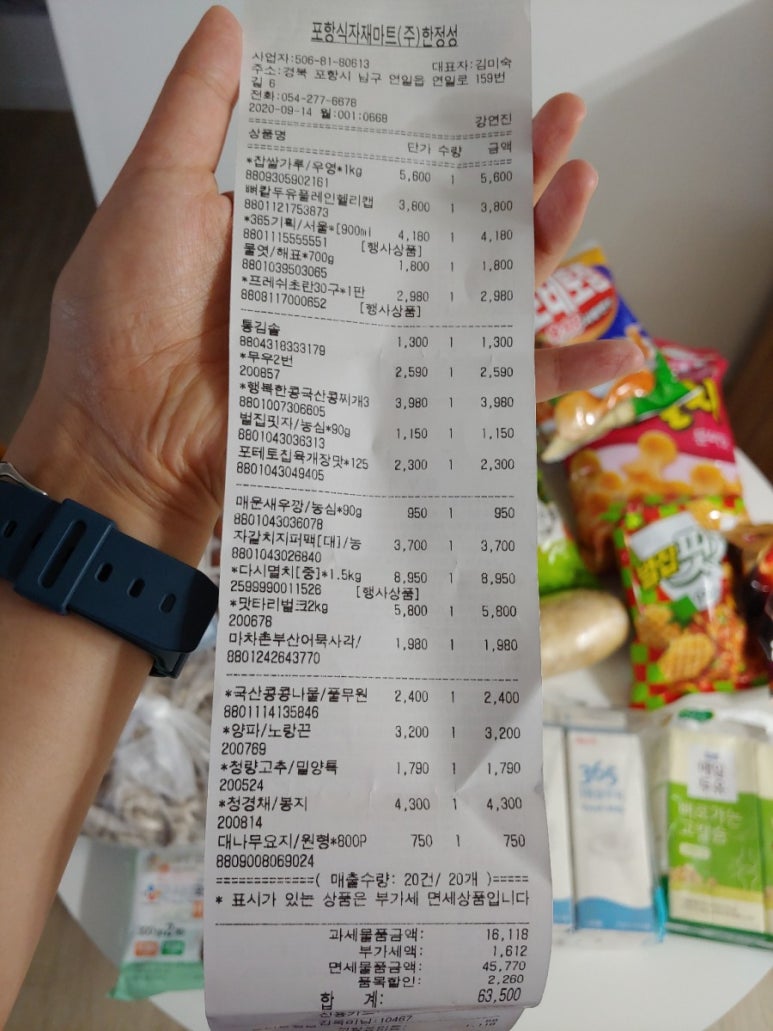 포항식자재마트(주)한정성
사업자:506-81-80613 대표자:김미숙
주소:경북 포항시 남구 연일읍 연일로 159번
길 6
전화:054-277-6678
2020-09-14 월:001:0668 강연진
상품명 단가 수량 금액
*찹쌀가루/우영*1kg 5,600 1 5,600
8809305902161
뼈칼두유플레인헬리캡 3,800 1 3,800
8801121753873
*365기획/서울*[900ml 4,180 1 4,180
8801115555551 [행사상품]
물엿/해표*700g 1,800 1 1,800
8801039503065
*프레쉬초란30구*1판 2,980 1 2,980
8808117000652 [행사상품]
통김솔 1,300 1 1,300
8804318333179
*무우2번 2,590 1 2,590
200857
*행복한콩국산콩찌개3 3,980 1 3,980
8801007306605
벌집핏자/농심*90g 1,150 1 1,150
8801043036313
포테토칩육개장맛*125 2,300 1 2,300
8801043049405
매운새우깡/농심*90g 950 1 950
8801043036078
자갈치지퍼팩[대]/농 3,700 1 3,700
8801043026840
*다시멸치[중]*1.5kg 8,950 1 8,950
2599990011526 [행사상품]
*맛타리벌크2kg 5,800 1 5,800
200678
마차촌부산어묵사각/ 1,980 1 1,980
8801242643770
*국산콩콩나물/풀무원 2,400 1 2,400
8801114135846
*양파/노랑끈 3,200 1 3,200
200769
*청량고추/밀양특 1,790 1 1,790
200524
*청경채/봉지 4,300 1 4,300
200814
대나무요지/원형*800P 750 1 750
8809008069024
=============( 매출수량: 20건/ 20개 )=====
* 표시가 있는 상품은 부가세 면세상품입니다
과세물품금액: 16,118
부가세액: 1,612
면세물품금액: 45,770
품목할인: 2,260
합 계: 63,500
365
매일
두유